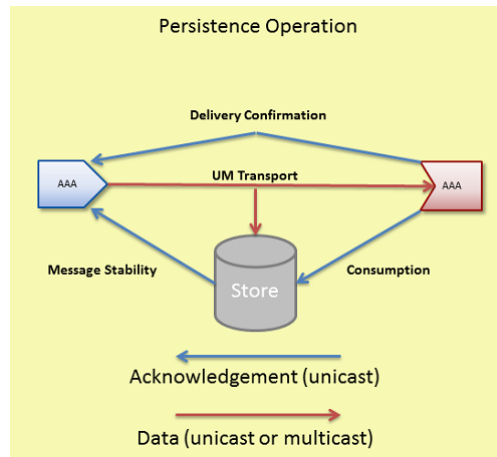 Persistence Operation
Delivery Confirmation
AAA
UM Transport
AAA
Message Stability
Store
Consumption
Acknowledgement (unicast)
Data (unicast or multicast)